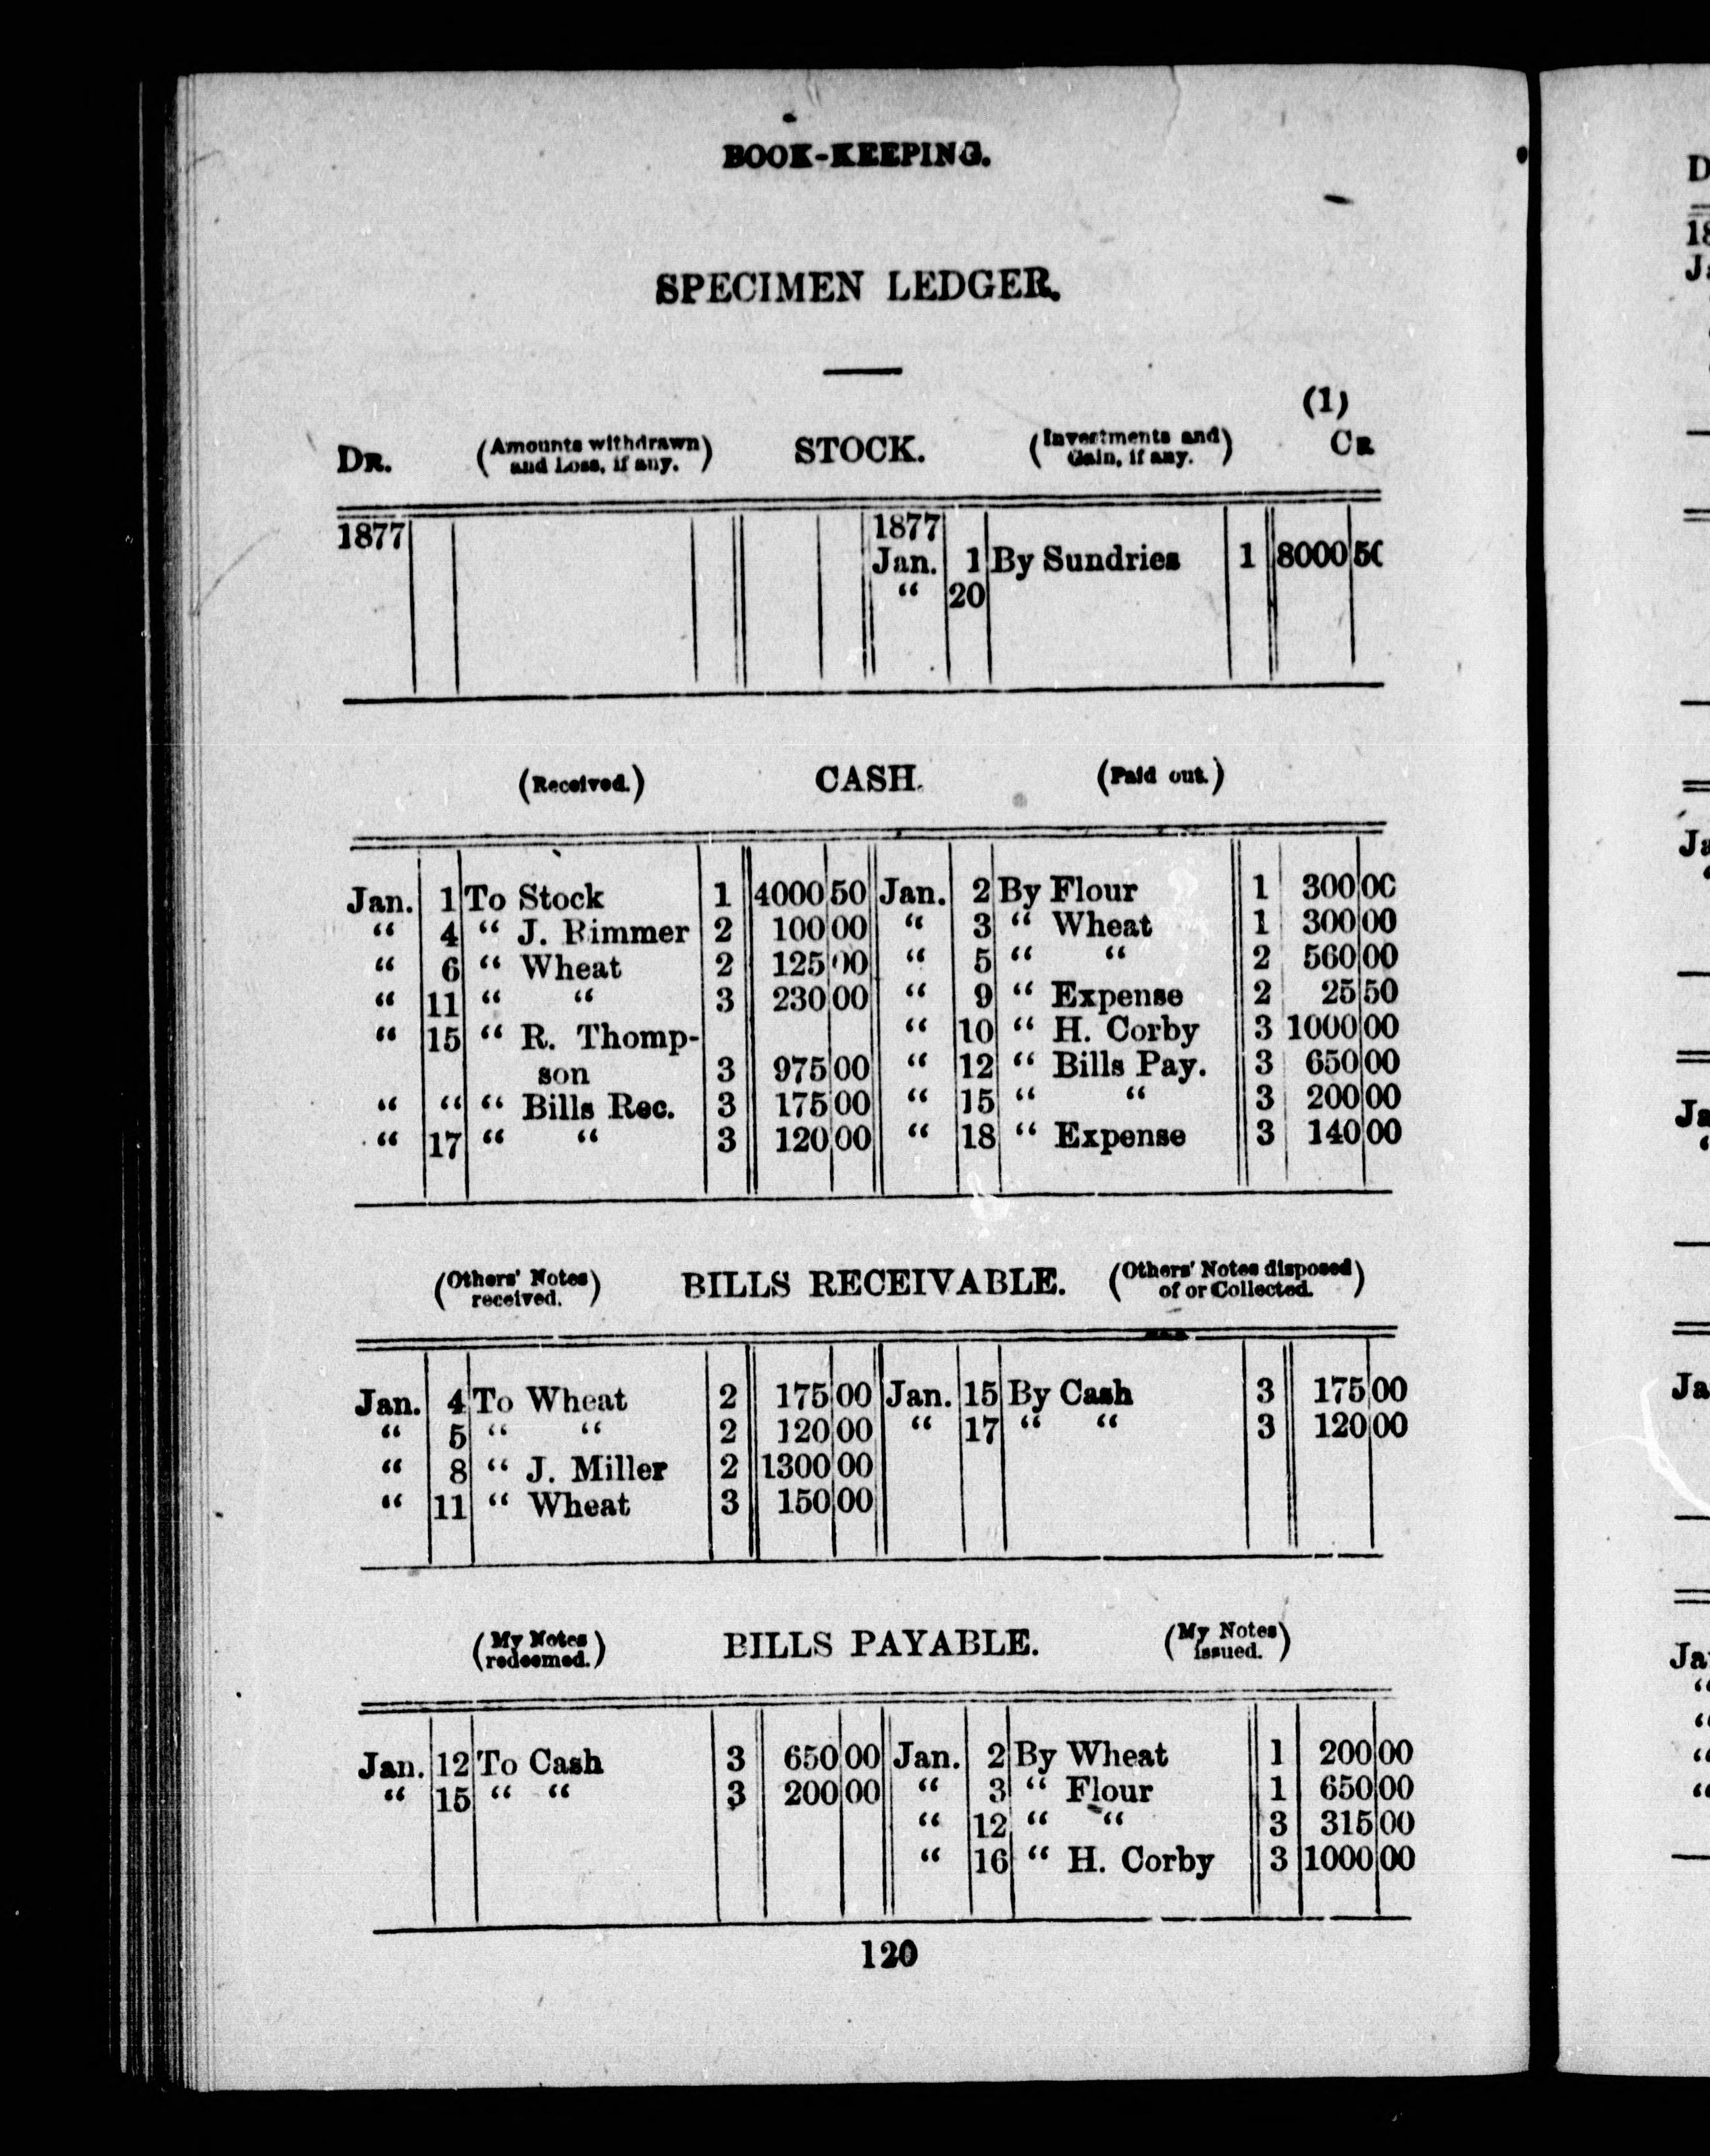 BOOK-KEEPING.
SPECIMEN LEDGER.
(1)
DR. (Amounts withdrawn and Loss, if any.) STOCK. (Investments and Gain, if any.) CR
1877 1877
Jan. 1 By Sundries 1 8000 50
“ 20
(Received.) CASH. (Paid out.)
Jan. 1 To Stock 1 4000 50 Jan. 2 By Flour 1 300 00
“ 4 “ J. Rimmer 2 100 00 “ 3 “ Wheat 1 300 00
“ 6 “ Wheat 2 125 00 “ 5 “ “ 2 560 00
“ 11 “ “ 3 230 00 “ 9 “ Expense 2 25 50
“ 15 “ R. Thomp- “ 10 “ H. Corby 3 1000 00
son 3 975 00 “ 12 “ Bills Pay. 3 650 00
“ “ “ Bills Rec. 3 175 00 “ 15 “ “ 3 200 00
“ 17 “ “ 3 120 00 “ 18 “ Expense 3 140 00
(Others' Notes received.) BILLS RECEIVABLE. (Others' Notes disposed of or Collected.)
Jan. 4 To Wheat 2 175 00 Jan. 15 By Cash 3 175 00
“ 5 “ “ 2 120 00 “ 17 “ “ 3 120 00
“ 8 “ J. Miller 2 1300 00
“ 11 “ Wheat 3 150 00
(My Notes redeemed.) BILLS PAYABLE. (My Notes issued.)
Jan. 12 To Cash 3 650 00 Jan. 2 By Wheat 1 200 00
“ 15 “ “ 3 200 00 “ 3 “ Flour 1 650 00
“ 12 “ “ 3 315 00
“ 16 “ H. Corby 3 1000 00
120